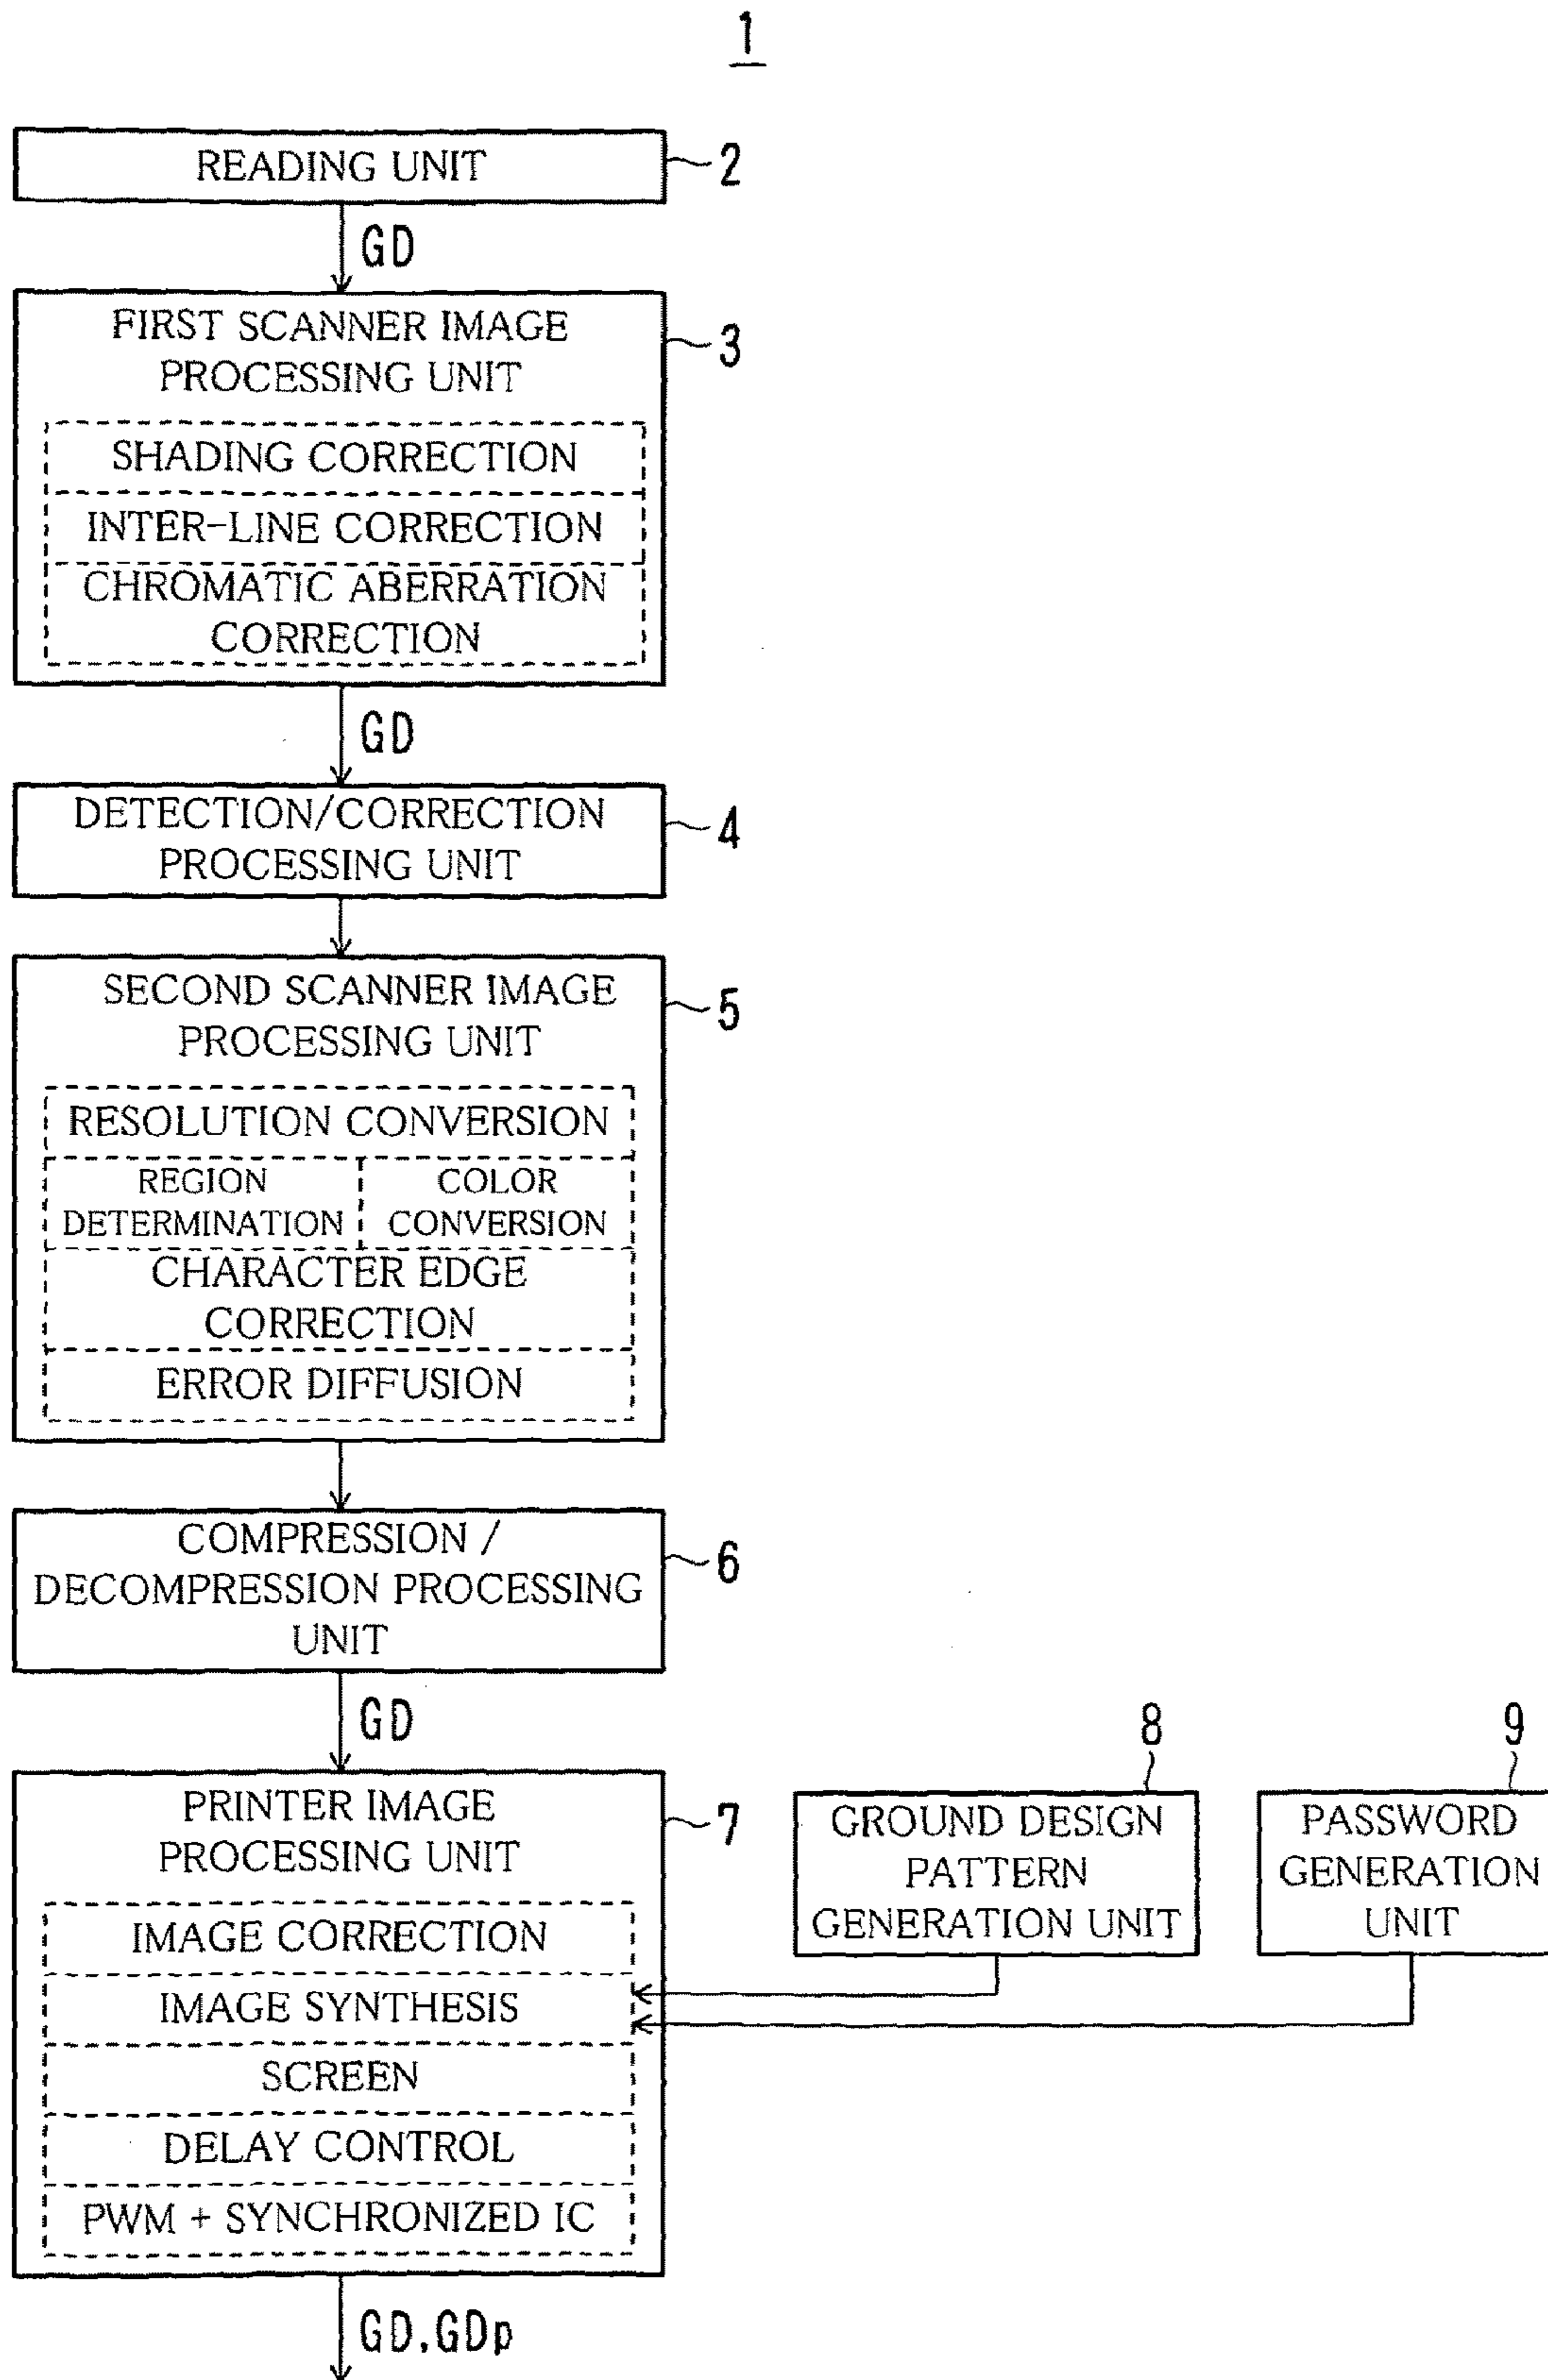 1
READING UNIT
2
GD
FIRST SCANNER IMAGE
PROCESSING UNIT
3
SHADING CORRECTION
INTER-LINE CORRECTION
CHROMATIC ABERRATION
CORRECTION
GD
DETECTION/CORRECTION
PROCESSING UNIT
4
SECOND SCANNER IMAGE
PROCESSING UNIT
5
RESOLUTION CONVERSION
REGION
DETERMINATION
COLOR
CONVERSION
CHARACTER EDGE
CORRECTION
ERROR DIFFUSION
COMPRESSION /
DECOMPRESSION PROCESSING
UNIT
6
GD
PRINTER IMAGE
PROCESSING UNIT
7
IMAGE CORRECTION
IMAGE SYNTHESIS
SCREEN
DELAY CONTROL
PWM + SYNCHRONIZED IC
8
GROUND DESIGN
PATTERN
GENERATION UNIT
9
PASSWORD
GENERATION
UNIT
GD,GDp